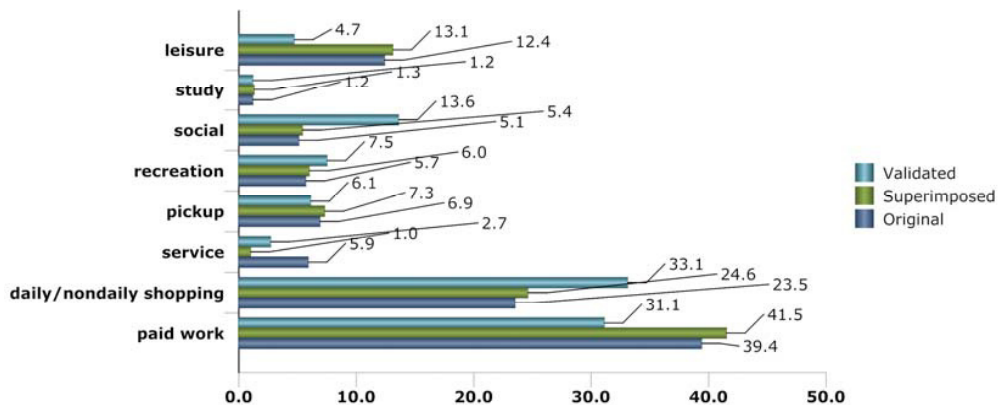 4.7
13.1
12.4
leisure
1.2
1.3
1.2
study
13.6
5.4
5.1
social
7.5
6.0
5.7
recreation
6.1
7.3
6.9
pickup
2.7
1.0
5.9
service
33.1
24.6
23.5
daily/nondaily shopping
31.1
41.5
39.4
paid work
0.0 10.0 20.0 30.0 40.0 50.0
Validated
Superimposed
Original